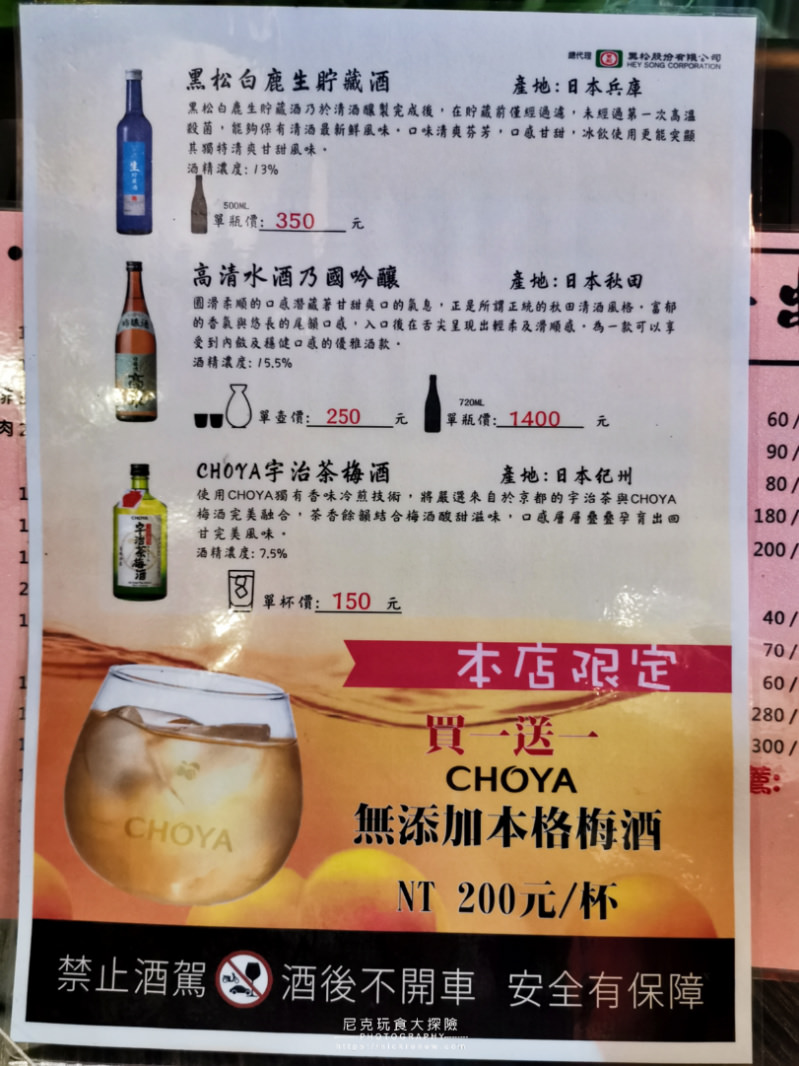 總代理 黑松股份有限公司
HEY SONG CORPORATION
黑松白鹿生貯藏酒 產地:日本兵庫
黑松白鹿生貯藏酒乃於清酒釀製完成後,在貯藏前僅經過濾,未經過第一次高溫
殺菌,能夠保有清酒最新鮮風味。口味清爽芬芳,口感甘甜,冰飲使用更能突顯
其獨特清爽甘甜風味。
酒精濃度:13%
500ML
單瓶價: 350 元
高清水酒乃國吟釀 產地:日本秋田
圓滑柔順的口感潛藏著甘甜爽口的氣息,正是所謂正統的秋田清酒風格。富郁
的香氣與悠長的尾韻口感,入口後在舌尖呈現出輕柔及滑順感。為一款可以享
受到內斂及穩健口感的優雅酒款。
酒精濃度:15.5%
720ML
單壺價: 250 元 單瓶價: 1400 元
CHOYA宇治茶梅酒 產地:日本紀州
使用CHOYA獨有香味冷煎技術,將嚴選來自於京都的宇治茶與CHOYA
梅酒完美融合,茶香餘韻結合梅酒酸甜滋味,口感層層疊疊孕育出回
甘完美風味。
酒精濃度:7.5%
單杯價: 150 元
本店限定
買一送一
CHOYA
無添加本格梅酒
NT 200元/杯
CHOYA
禁止酒駕 酒後不開車 安全有保障
尼克玩食大探險
PHOTOGRAPHY
肉
60/
90/
80/
180/
200/
40/
70/
60/
280/
300/